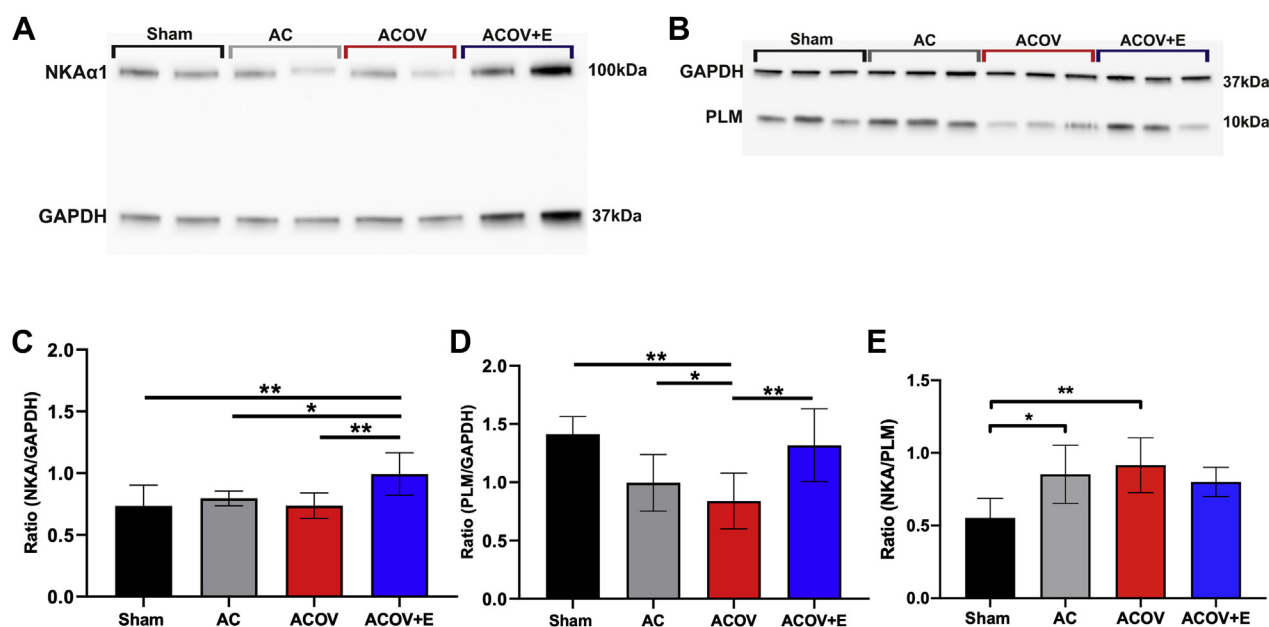 A
Sham AC ACOV ACOV+E
NKAα1 100kDa
GAPDH 37kDa
B
Sham AC ACOV ACOV+E
GAPDH 37kDa
PLM 10kDa
C
Ratio (NKA/GAPDH)
2.0
1.5
1.0
0.5
0.0
**
*
**
Sham AC ACOV ACOV+E
D
Ratio (PLM/GAPDH)
2.0
1.5
1.0
0.5
0.0
**
*
**
Sham AC ACOV ACOV+E
E
Ratio (NKA/PLM)
1.5
1.0
0.5
0.0
**
*
Sham AC ACOV ACOV+E